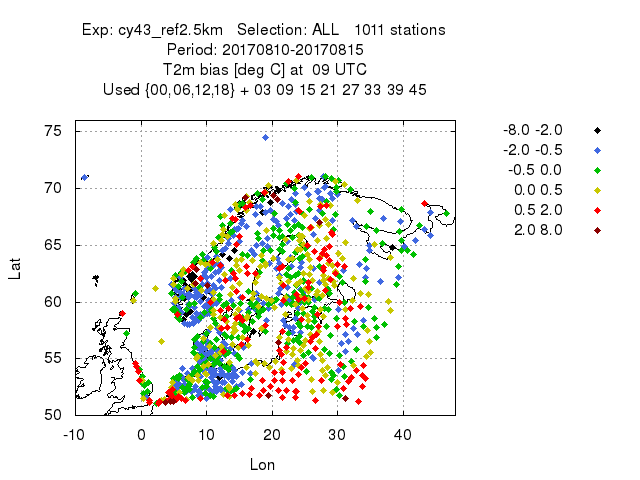 Exp: cy43_ref2.5km   Selection: ALL   1011 stations
Period: 20170810-20170815
T2m bias [deg C] at  09 UTC
Used {00,06,12,18} + 03 09 15 21 27 33 39 45
75
70
65
60
55
50
Lat
-10 0 10 20 30 40
Lon
-8.0 -2.0
-2.0 -0.5
-0.5 0.0
0.0 0.5
0.5 2.0
2.0 8.0